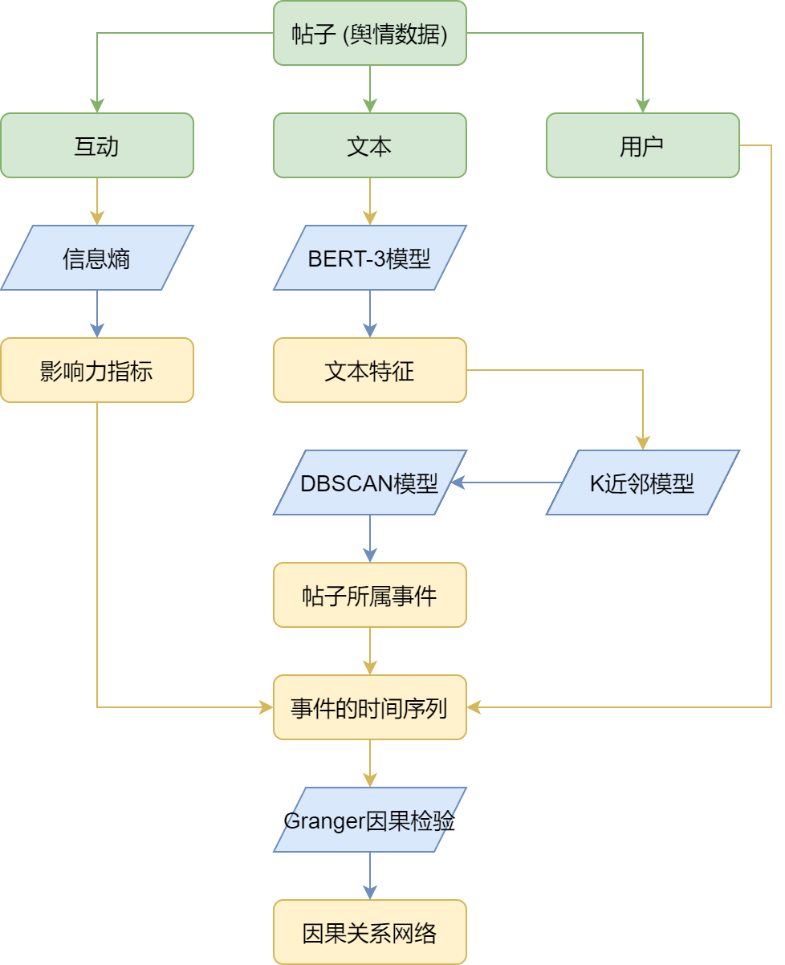 帖子 (舆情数据)
互动
文本
用户
信息熵
BERT-3模型
影响力指标
文本特征
DBSCAN模型
K近邻模型
帖子所属事件
事件的时间序列
Granger因果检验
因果关系网络